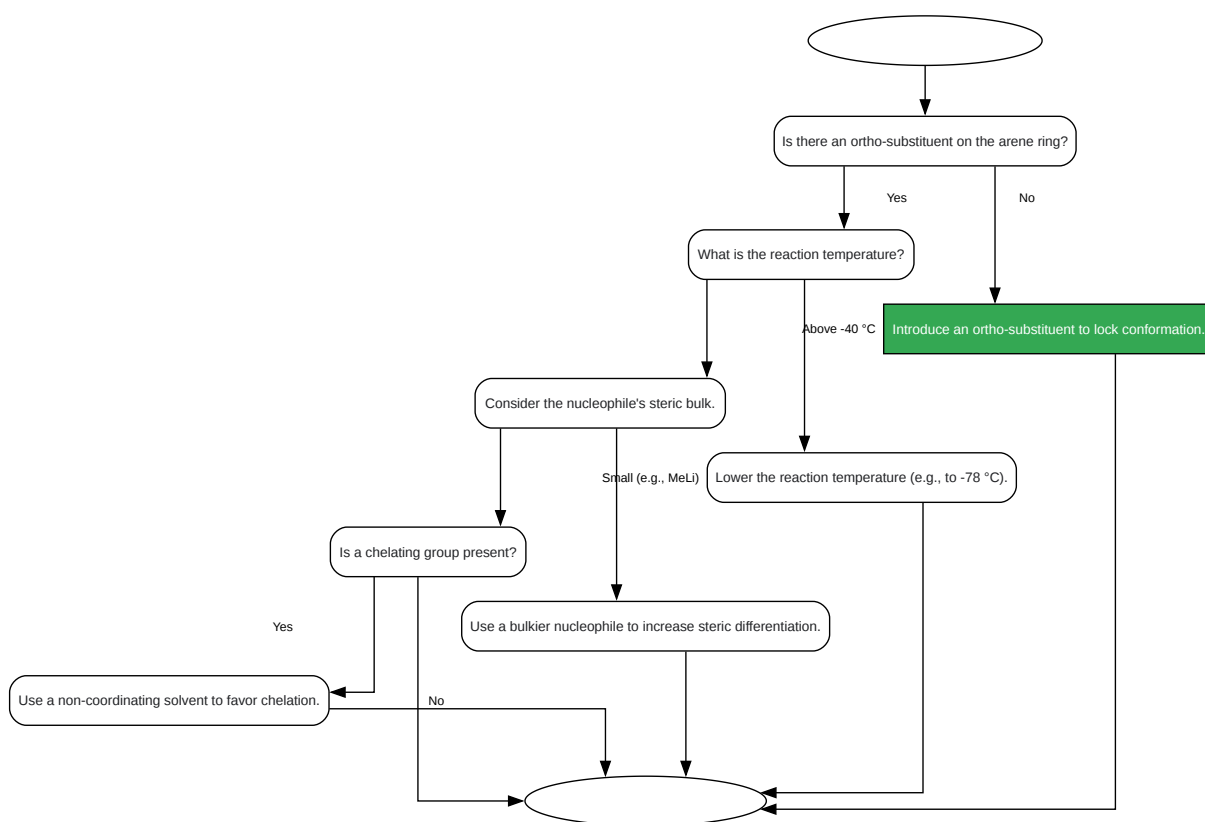 Is there an ortho-substituent on the arene ring?
Yes
No
What is the reaction temperature?
Above -40 °C
Introduce an ortho-substituent to lock conformation.
Consider the nucleophile's steric bulk.
Small (e.g., MeLi)
Lower the reaction temperature (e.g., to -78 °C).
Is a chelating group present?
Yes
Use a bulkier nucleophile to increase steric differentiation.
Use a non-coordinating solvent to favor chelation.
No